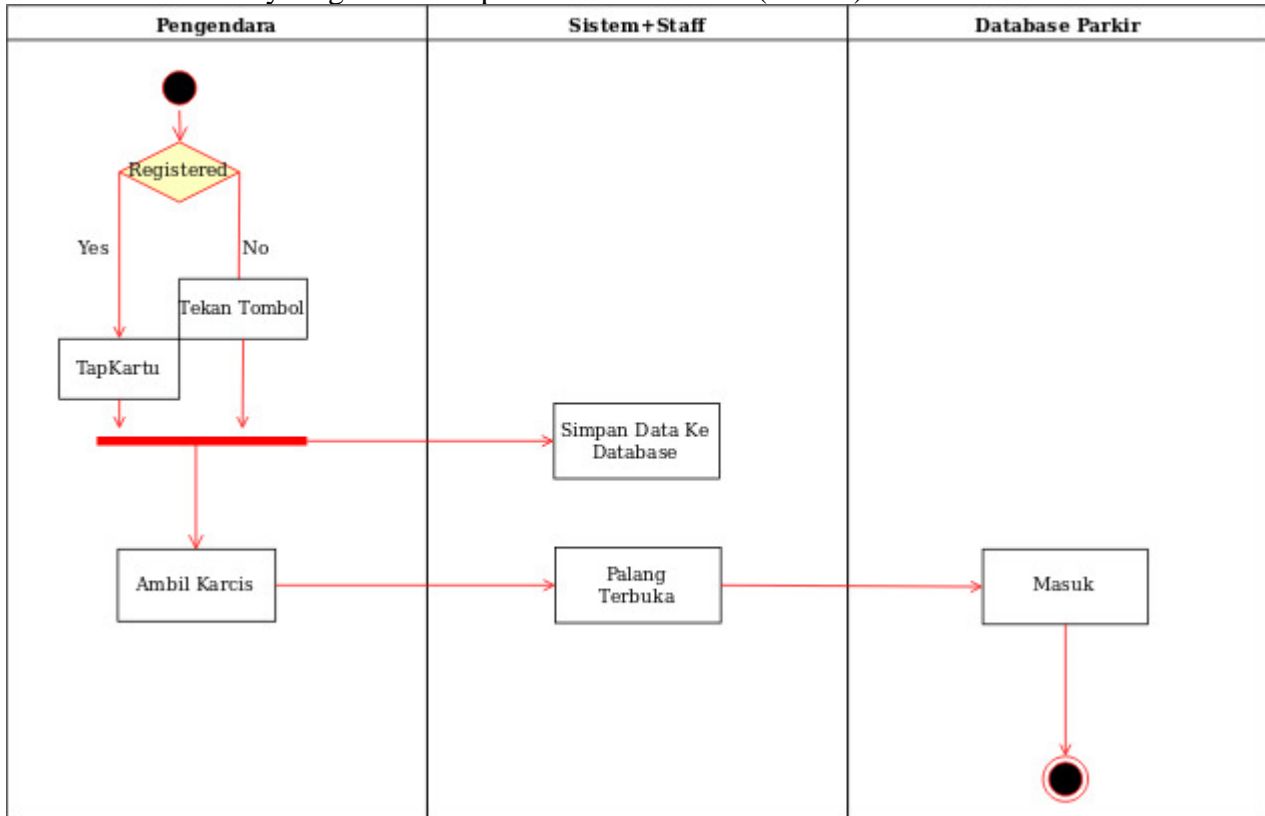 Pengendara
Sistem+Staff
Database Parkir
Registered
Yes
No
Tekan Tombol
TapKartu
Simpan Data Ke
Database
Ambil Karcis
Palang
Terbuka
Masuk